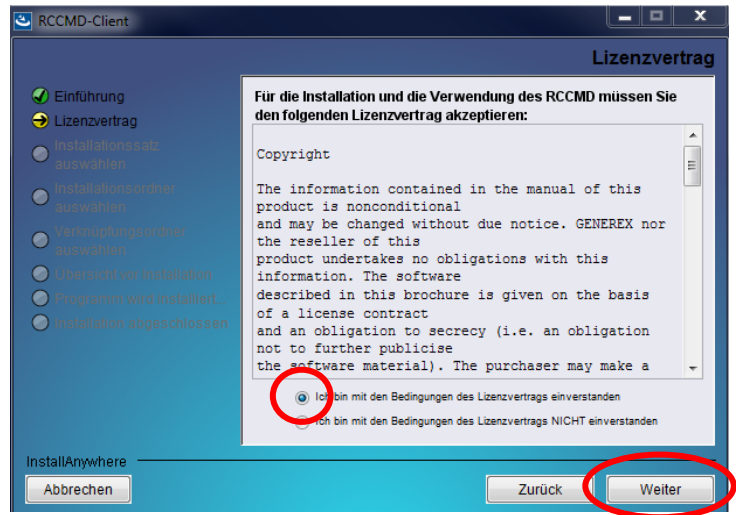 RCCMD-Client
Lizenzvertrag
Einführung
Lizenzvertrag
Installationssatz
auswählen
Installationsordner
auswählen
Verknüpfungsordner
auswählen
Übersicht vor Installation
Programm wird installiert...
Installation abgeschlossen
Für die Installation und die Verwendung des RCCMD müssen Sie
den folgenden Lizenzvertrag akzeptieren:
Copyright
The information contained in the manual of this
product is nonconditional
and may be changed without due notice. GENEREX nor
the reseller of this
product undertakes no obligations with this
information. The software
described in this brochure is given on the basis
of a license contract
and an obligation to secrecy (i.e. an obligation
not to further publicise
the software material). The purchaser may make a
Ich bin mit den Bedingungen des Lizenzvertrags einverstanden
Ich bin mit den Bedingungen des Lizenzvertrags NICHT einverstanden
InstallAnywhere
Abbrechen
Zurück
Weiter